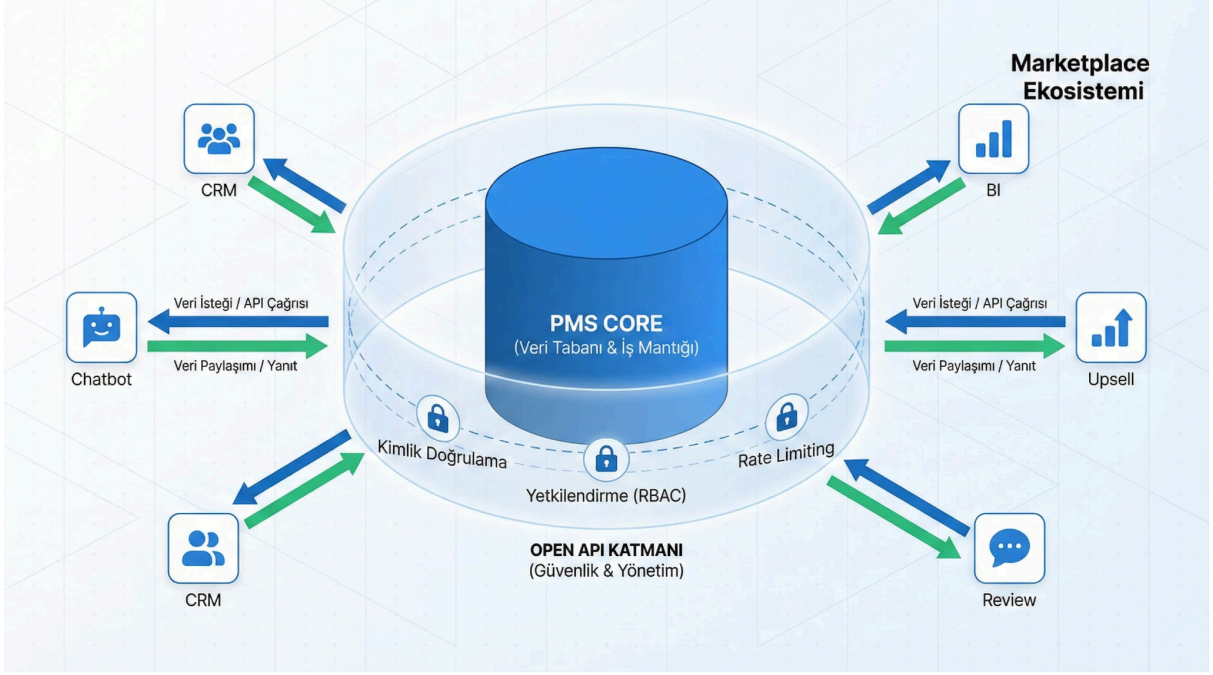 Marketplace
Ekosistemi
CRM
BI
PMS CORE
(Veri Tabanı & İş Mantığı)
Veri İsteği / API Çağrısı
Veri Paylaşımı / Yanıt
Chatbot
Veri İsteği / API Çağrısı
Veri Paylaşımı / Yanıt
Upsell
Kimlik Doğrulama
Yetkilendirme (RBAC)
Rate Limiting
OPEN API KATMANI
(Güvenlik & Yönetim)
CRM
Review